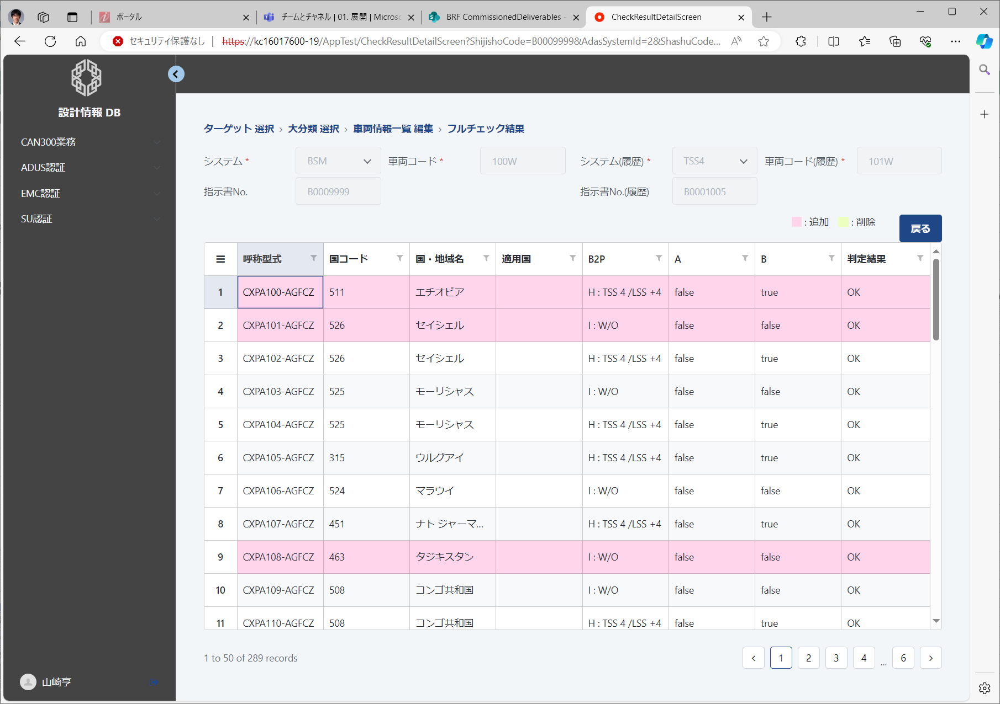 ポータル
チームとチャネル | 01. 展開 | Microsc
BRF CommissionedDeliverables -
CheckResultDetailScreen
セキュリティ保護なし
https://kc16017600-19/AppTest/CheckResultDetailScreen?ShijishoCode=B0009999&AdasSystemId=2&ShashuCode...
設計情報 DB
CAN300業務
ADUS認証
EMC認証
SU認証
山崎亨
ターゲット 選択 › 大分類 選択 › 車両情報一覧 編集 › フルチェック結果
システム * BSM 車両コード * 100W システム(履歴) * TSS4 車両コード(履歴) * 101W
指示書No. B0009999 指示書No.(履歴) B0001005
: 追加 : 削除 戻る
呼称型式 国コード 国・地域名 適用国 B2P A B 判定結果
1 CXPA100-AGFCZ 511 エチオピア H : TSS 4 /LSS +4 false true OK
2 CXPA101-AGFCZ 526 セイシェル I : W/O false false OK
3 CXPA102-AGFCZ 526 セイシェル H : TSS 4 /LSS +4 false true OK
4 CXPA103-AGFCZ 525 モーリシャス I : W/O false false OK
5 CXPA104-AGFCZ 525 モーリシャス H : TSS 4 /LSS +4 false true OK
6 CXPA105-AGFCZ 315 ウルグアイ H : TSS 4 /LSS +4 false true OK
7 CXPA106-AGFCZ 524 マラウイ I : W/O false false OK
8 CXPA107-AGFCZ 451 ナト ジャーマ... H : TSS 4 /LSS +4 false true OK
9 CXPA108-AGFCZ 463 タジキスタン I : W/O false false OK
10 CXPA109-AGFCZ 508 コンゴ共和国 I : W/O false false OK
11 CXPA110-AGFCZ 508 コンゴ共和国 H : TSS 4 /LSS +4 false true OK
1 to 50 of 289 records
‹ 1 2 3 4 ... 6 ›